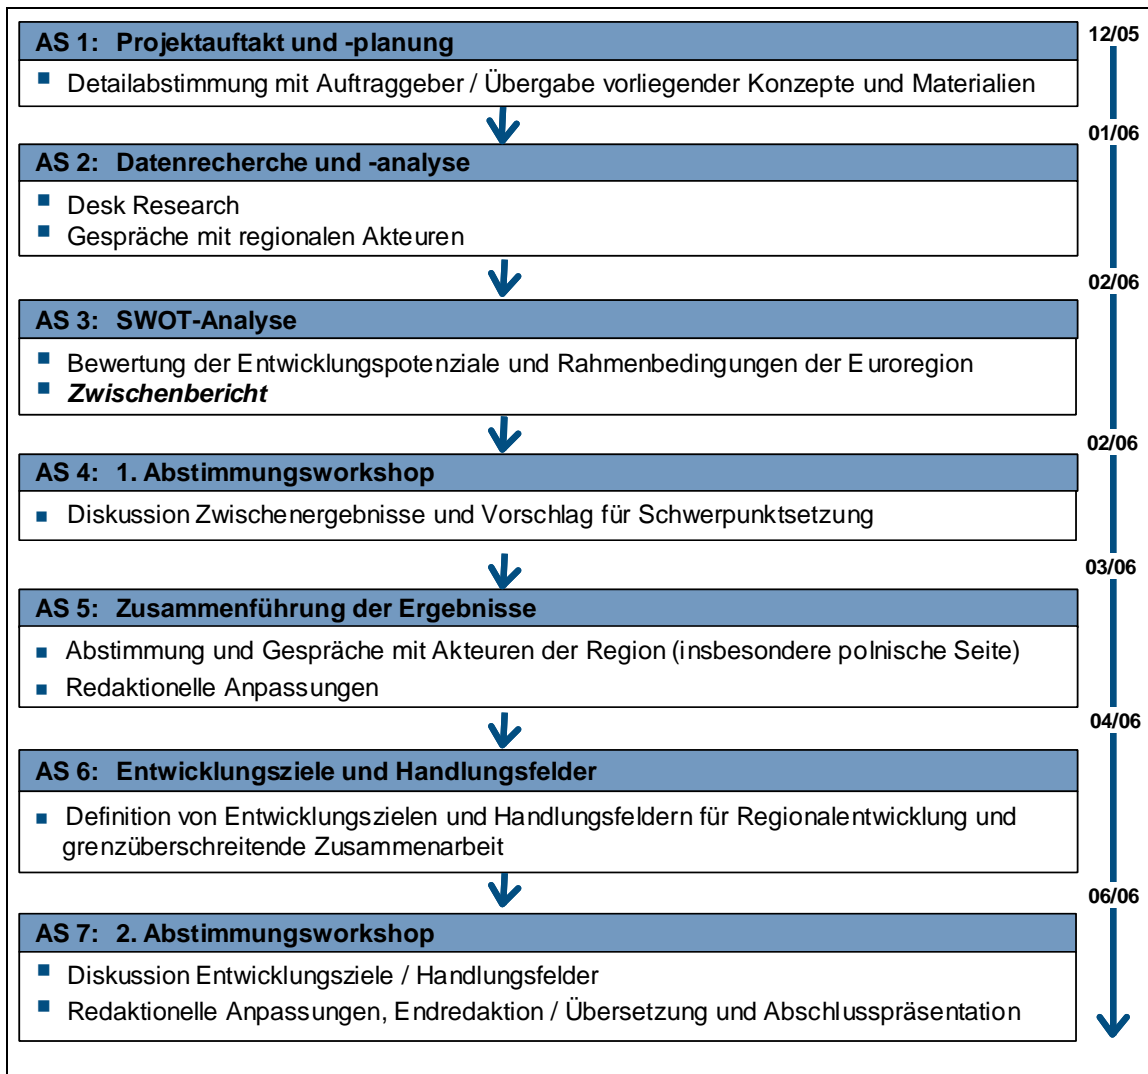 AS 1: Projektauftakt und -planung
12/05
Detailabstimmung mit Auftraggeber / Übergabe vorliegender Konzepte und Materialien
01/06
AS 2: Datenrecherche und -analyse
Desk Research
Gespräche mit regionalen Akteuren
02/06
AS 3: SWOT-Analyse
Bewertung der Entwicklungspotenziale und Rahmenbedingungen der Euroregion
Zwischenbericht
02/06
AS 4: 1. Abstimmungsworkshop
Diskussion Zwischenergebnisse und Vorschlag für Schwerpunktsetzung
03/06
AS 5: Zusammenführung der Ergebnisse
Abstimmung und Gespräche mit Akteuren der Region (insbesondere polnische Seite)
Redaktionelle Anpassungen
04/06
AS 6: Entwicklungsziele und Handlungsfelder
Definition von Entwicklungszielen und Handlungsfeldern für Regionalentwicklung und
grenzüberschreitende Zusammenarbeit
06/06
AS 7: 2. Abstimmungsworkshop
Diskussion Entwicklungsziele / Handlungsfelder
Redaktionelle Anpassungen, Endredaktion / Übersetzung und Abschlusspräsentation